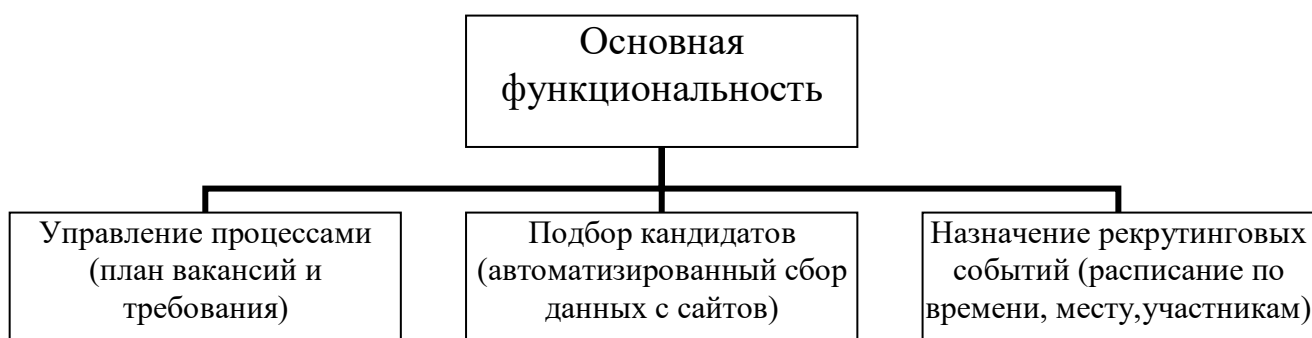 Основная
функциональность
Управление процессами
(план вакансий и
требования)
Подбор кандидатов
(автоматизированный сбор
данных с сайтов)
Назначение рекрутинговых
событий (расписание по
времени, месту,участникам)